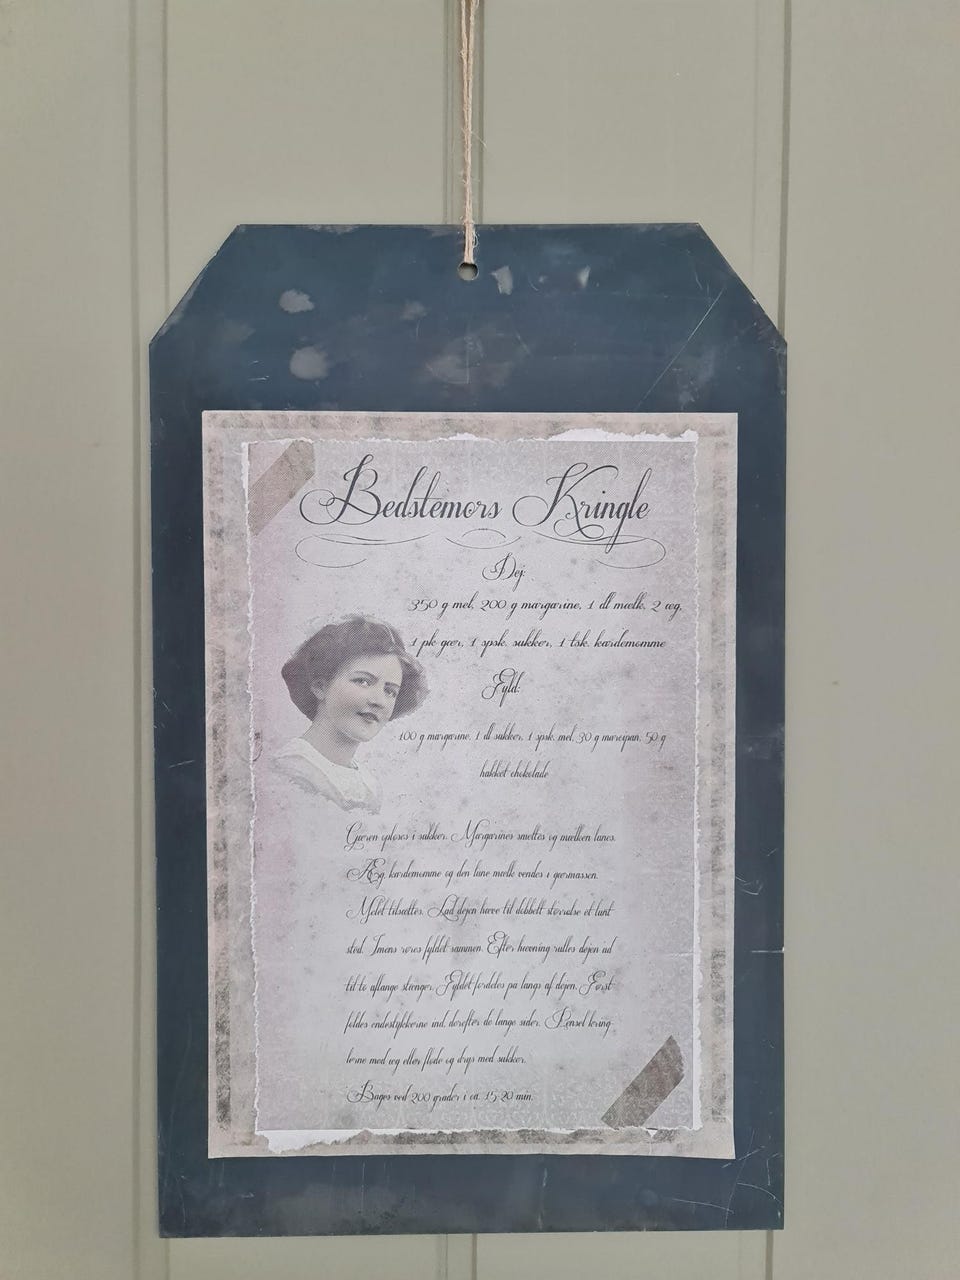 Bedstemors Kringle
Dej:
350 g mel, 200 g margarine, 1 dl mælk, 2 æg,
1 pk gær, 1 spsk. sukker, 1 tsk. kardemomme
Fyld:
100 g margarine, 1 dl sukker, 1 spsk. mel, 30 g marcipan, 50 g
hakket chokolade
Gæren opløses i sukker. Margarinen smeltes og mælken lunes.
Æg, kardemomme og den lune mælk vendes i gærmassen.
Melet tilsættes. Lad dejen hæve til dobbelt størrelse et lunt
sted. Imens røres fyldet sammen. Efter hævning rulles dejen ud
til to aflange stænger. Fyldet fordeles på langs af dejen. Først
foldes endestykkerne ind, derefter de lange sider. Pensel kring-
lerne med æg eller fløde og drys med sukker.
Bages ved 200 grader i ca. 15-20 min.